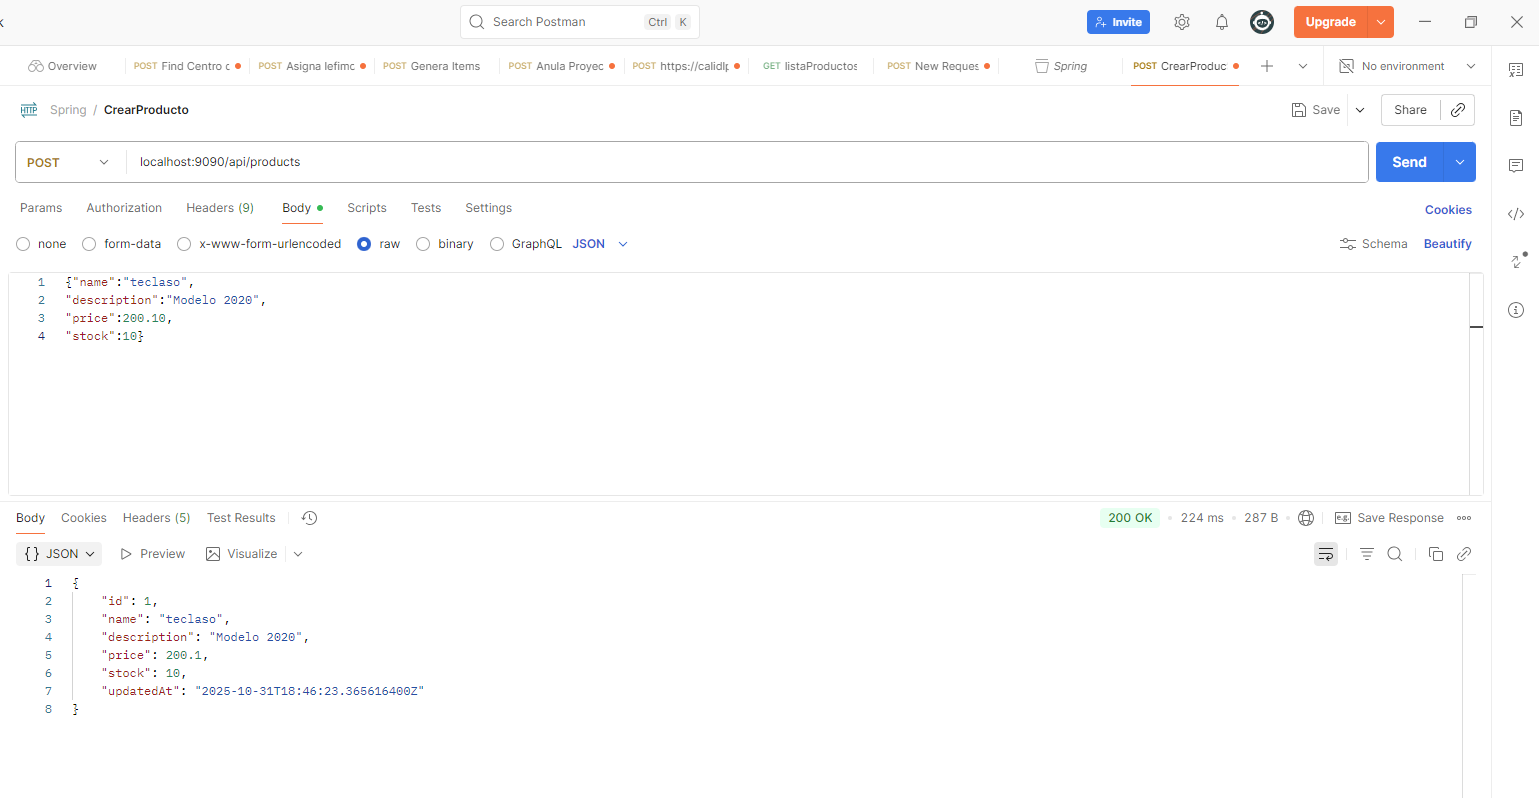 Search Postman Ctrl K Invite Upgrade
Overview POST Find Centro c POST Asigna Iefimc POST Genera Items POST Anula Proyec POST https://calidlp GET listaProductos POST New Reques Spring POST CrearProduc No environment
HTTP Spring / CrearProducto Save Share
POST localhost:9090/api/products Send
Params Authorization Headers (9) Body Scripts Tests Settings Cookies
none form-data x-www-form-urlencoded raw binary GraphQL JSON Schema Beautify
1 {"name":"teclaso",
2 "description":"Modelo 2020",
3 "price":200.10,
4 "stock":10}
Body Cookies Headers (5) Test Results 200 OK 224 ms 287 B e.g. Save Response
{} JSON Preview Visualize
1 {
2 "id": 1,
3 "name": "teclaso",
4 "description": "Modelo 2020",
5 "price": 200.1,
6 "stock": 10,
7 "updatedAt": "2025-10-31T18:46:23.365616400Z"
8 }